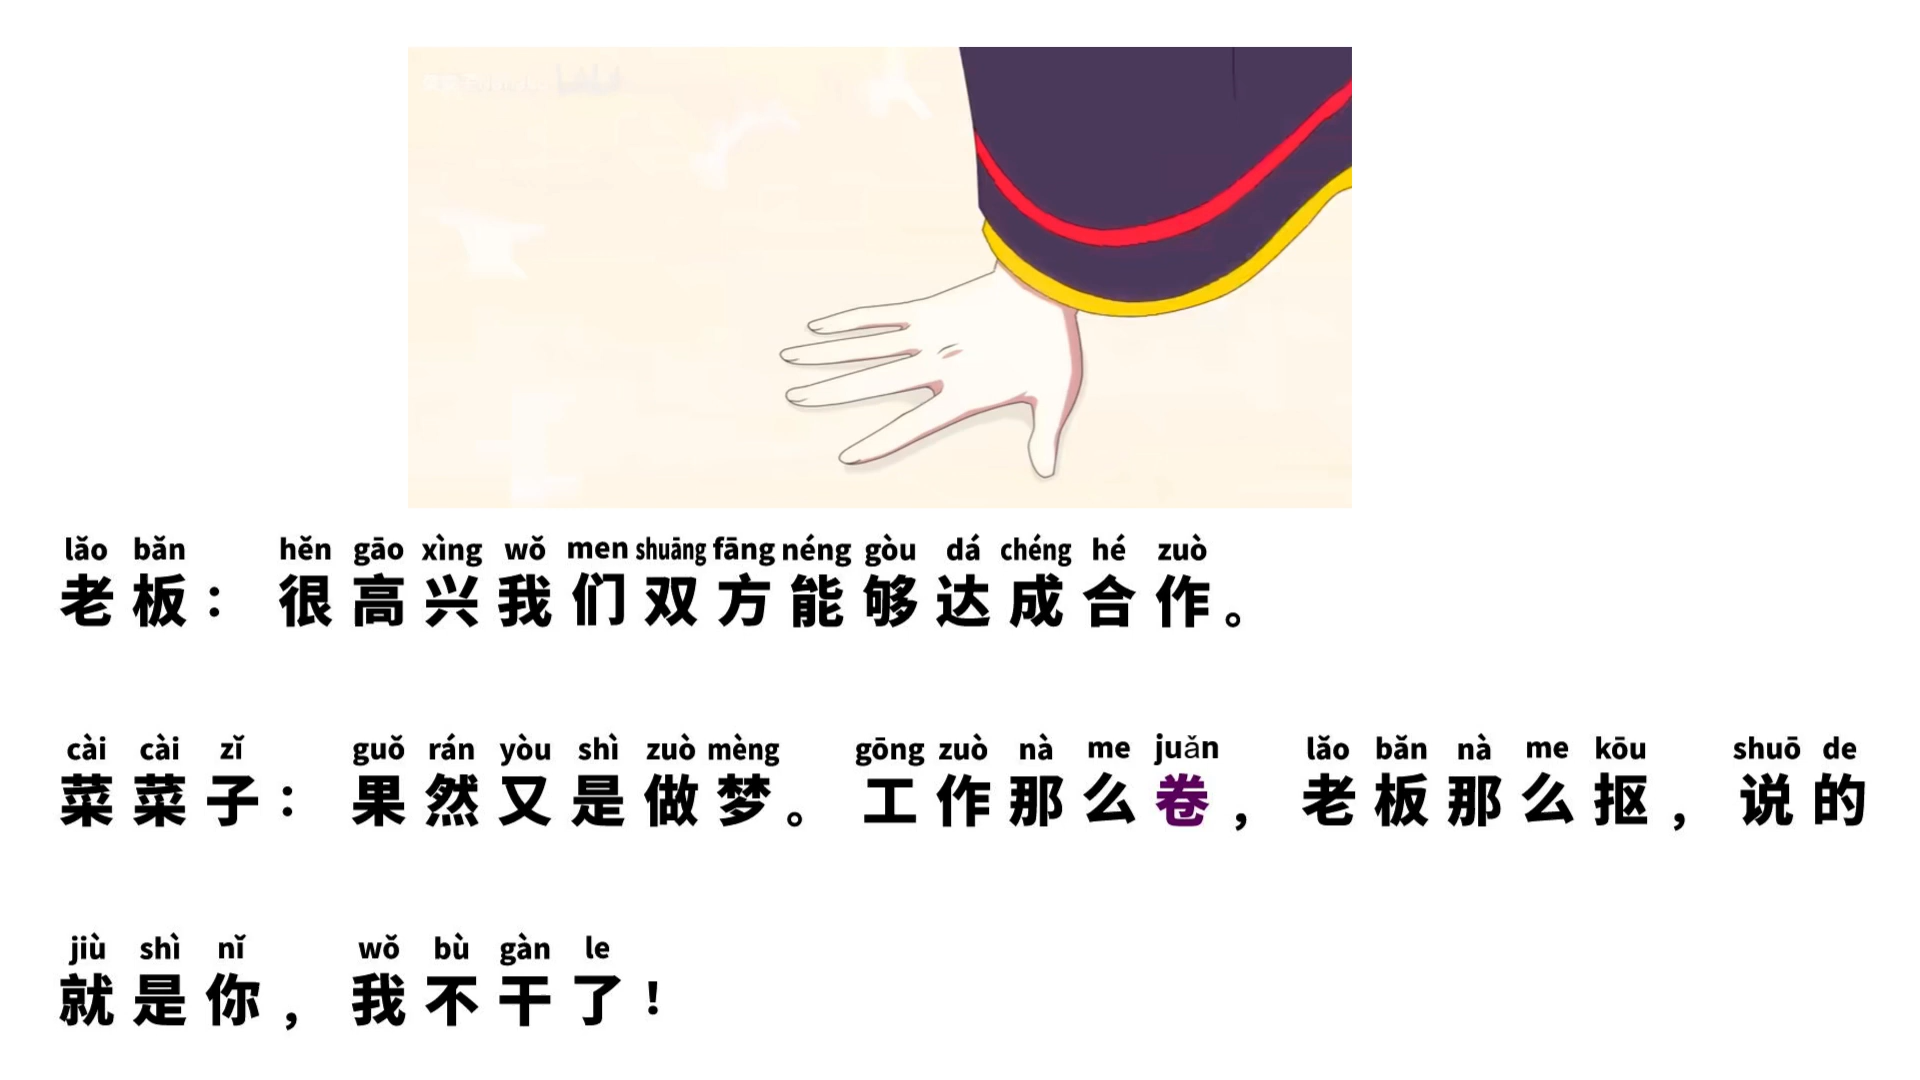 lǎo bǎn hěn gāo xìng wǒ men shuāng fāng néng gòu dá chéng hé zuò
老板：很高兴我们双方能够达成合作。
cài cài zǐ guǒ rán yòu shì zuò mèng gōng zuò nà me juǎn lǎo bǎn nà me kōu shuō de
菜菜子：果然又是做梦。工作那么卷，老板那么抠，说的
jiù shì nǐ wǒ bù gàn le
就是你，我不干了！